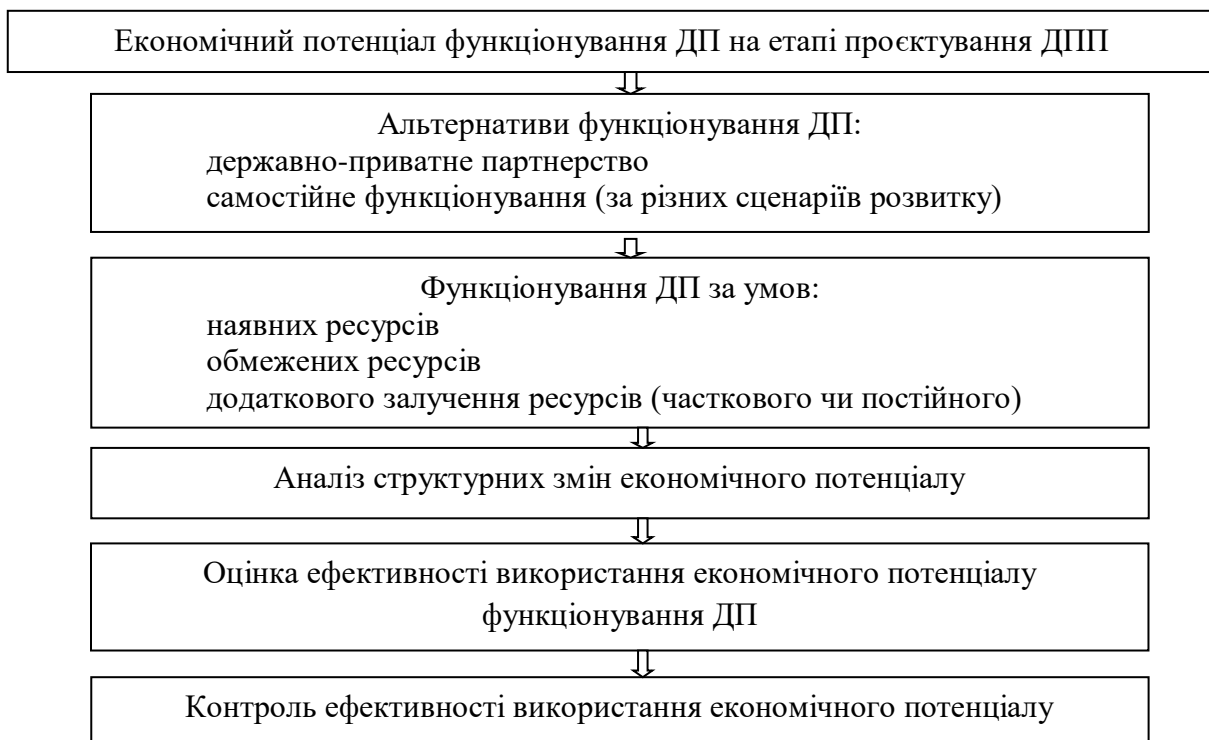 Економічний потенціал функціонування ДП на етапі проєктування ДПП
Альтернативи функціонування ДП:
державно-приватне партнерство
самостійне функціонування (за різних сценаріїв розвитку)
Функціонування ДП за умов:
наявних ресурсів
обмежених ресурсів
додаткового залучення ресурсів (часткового чи постійного)
Аналіз структурних змін економічного потенціалу
Оцінка ефективності використання економічного потенціалу
функціонування ДП
Контроль ефективності використання економічного потенціалу